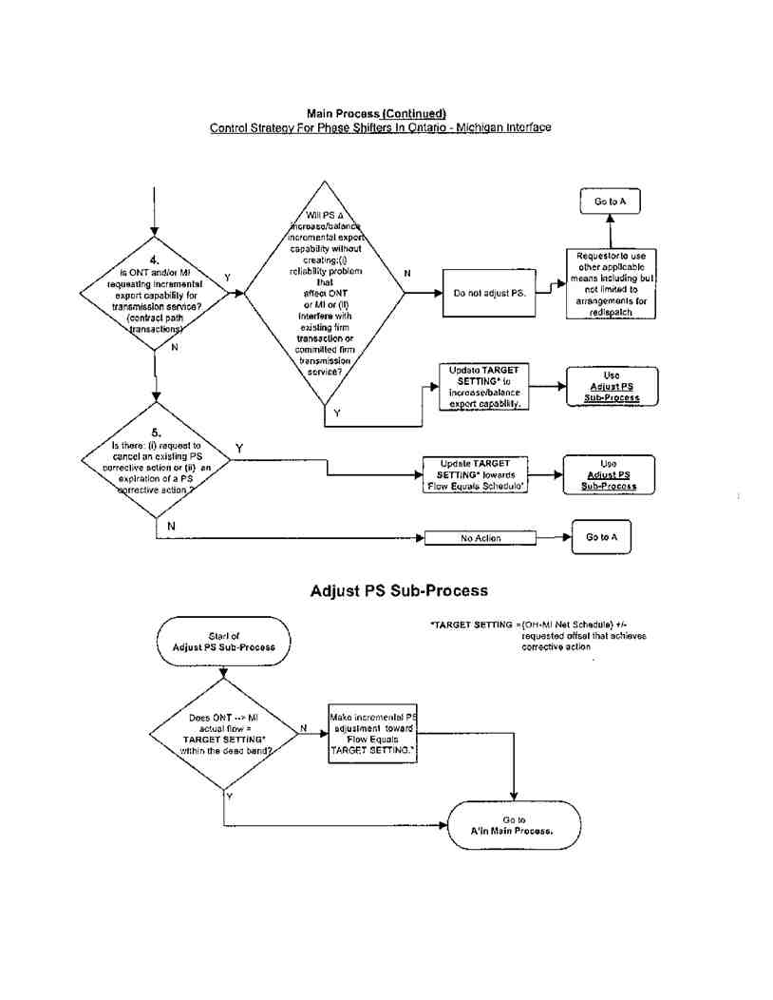 Main Process (Continued)
Control Strategy For Phase Shifters In Ontario - Michigan Interface
4.
Is ONT and/or MI
requesting incremental
export capability for
transmission service?
(contract path
transactions)
Y
N
Will PS Δ
increase/balance
incremental export
capability without
creating:(i)
reliability problem
that
affect ONT
or MI or (ii)
Interfere with
existing firm
transaction or
committed firm
transmission
service?
N
Y
Do not adjust PS.
Requestor to use
other applicable
means including but
not limited to
arrangements for
redispatch
Go to A
Update TARGET
SETTING* to
increase/balance
export capability.
Use
Adjust PS
Sub-Process
5.
Is there: (i) request to
cancel an existing PS
corrective action or (ii) an
expiration of a PS
corrective action ?
Y
N
Update TARGET
SETTING* towards
'Flow Equals Schedule'
Use
Adjust PS
Sub-Process
No Action
Go to A
Adjust PS Sub-Process
*TARGET SETTING =(OH-MI Net Schedule) +/-
requested offset that achieves
corrective action
Start of
Adjust PS Sub-Process
Does ONT --> MI
actual flow =
TARGET SETTING*
within the dead band?
N
Y
Make incremental PS
adjustment toward
'Flow Equals
TARGET SETTING.*
Go to
A'in Main Process.